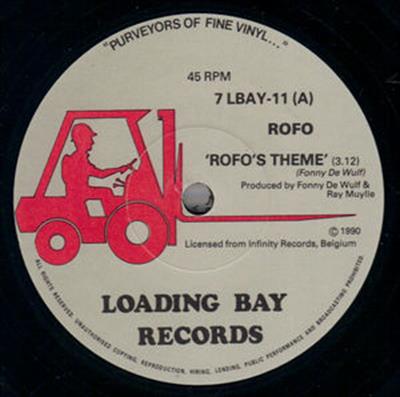 "PURVEYORS OF FINE VINYL..."
45 RPM
7 LBAY-11 (A)
ROFO
'ROFO'S THEME' (3.12)
(Fonny De Wulf)
Produced by Fonny De Wulf &
Ray Muylle
© 1990
Licensed from Infinity Records, Belgium
LOADING BAY
RECORDS
ALL RIGHTS RESERVED. UNAUTHORISED COPYING, REPRODUCTION, HIRING, LENDING, PUBLIC PERFORMANCE AND BROADCASTING PROHIBITED.